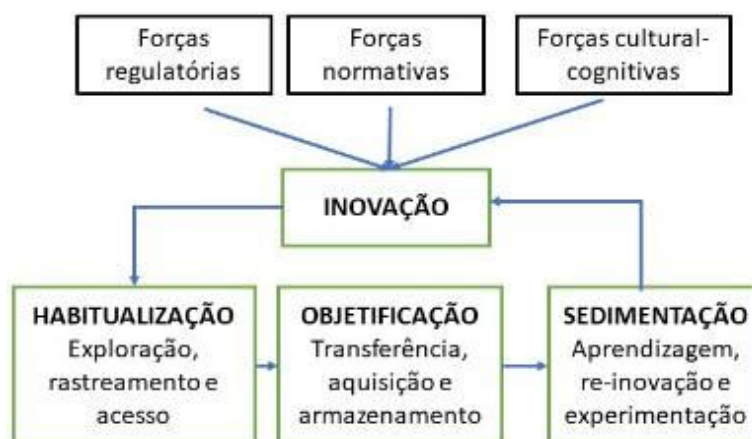 Forças
regulatórias
Forças
normativas
Forças cultural-
cognitivas
INOVAÇÃO
HABITUALIZAÇÃO
Exploração,
rastreamento e
acesso
OBJETIFICAÇÃO
Transferência,
aquisição e
armazenamento
SEDIMENTAÇÃO
Aprendizagem,
re-inovação e
experimentação